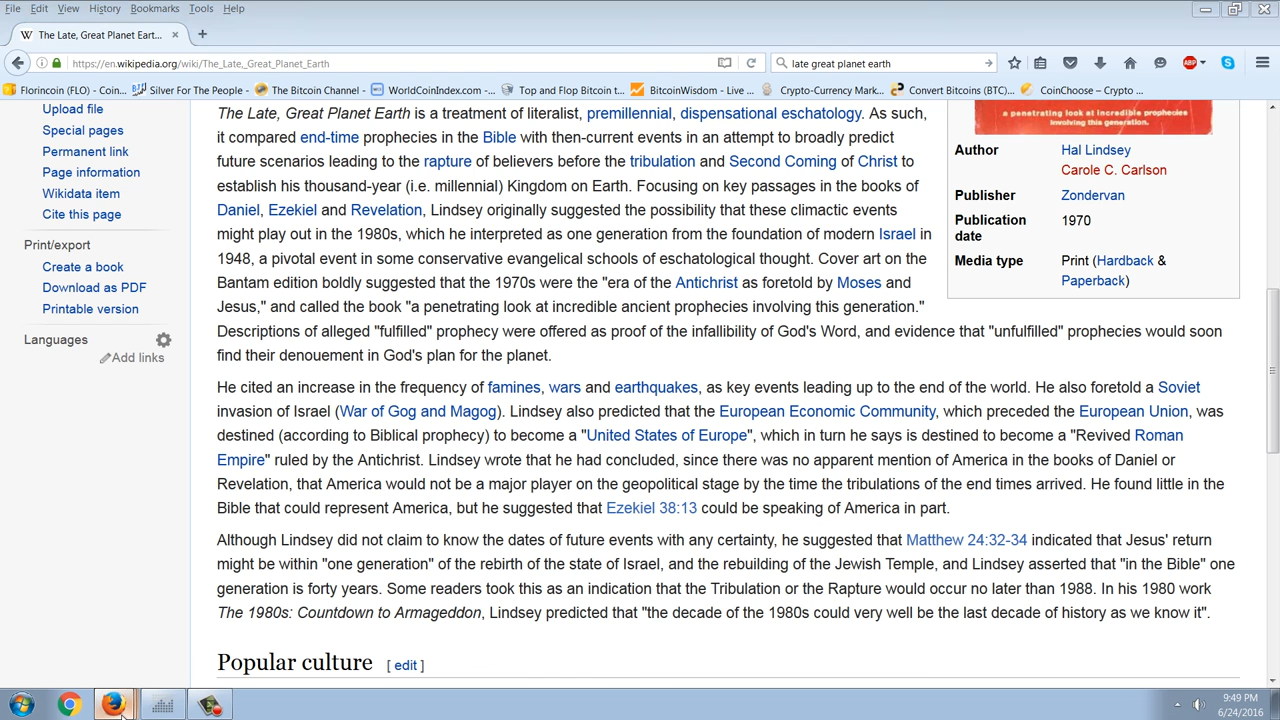 File Edit View History Bookmarks Tools Help
W The Late, Great Planet Eart... × +
https://en.wikipedia.org/wiki/The_Late,_Great_Planet_Earth
late great planet earth
ABP
Florincoin (FLO) - Coin...
Silver For The People - ...
The Bitcoin Channel -
WorldCoinIndex.com -...
Top and Flop Bitcoin t...
BitcoinWisdom - Live ...
Crypto-Currency Mark...
Convert Bitcoins (BTC)...
CoinChoose – Crypto ...
Upload file
Special pages
Permanent link
Page information
Wikidata item
Cite this page
Print/export
Create a book
Download as PDF
Printable version
Languages
Add links
The Late, Great Planet Earth is a treatment of literalist, premillennial, dispensational eschatology. As such,
it compared end-time prophecies in the Bible with then-current events in an attempt to broadly predict
future scenarios leading to the rapture of believers before the tribulation and Second Coming of Christ to
establish his thousand-year (i.e. millennial) Kingdom on Earth. Focusing on key passages in the books of
Daniel, Ezekiel and Revelation, Lindsey originally suggested the possibility that these climactic events
might play out in the 1980s, which he interpreted as one generation from the foundation of modern Israel in
1948, a pivotal event in some conservative evangelical schools of eschatological thought. Cover art on the
Bantam edition boldly suggested that the 1970s were the "era of the Antichrist as foretold by Moses and
Jesus," and called the book "a penetrating look at incredible ancient prophecies involving this generation."
Descriptions of alleged "fulfilled" prophecy were offered as proof of the infallibility of God's Word, and evidence that "unfulfilled" prophecies would soon
find their denouement in God's plan for the planet.
He cited an increase in the frequency of famines, wars and earthquakes, as key events leading up to the end of the world. He also foretold a Soviet
invasion of Israel (War of Gog and Magog). Lindsey also predicted that the European Economic Community, which preceded the European Union, was
destined (according to Biblical prophecy) to become a "United States of Europe", which in turn he says is destined to become a "Revived Roman
Empire" ruled by the Antichrist. Lindsey wrote that he had concluded, since there was no apparent mention of America in the books of Daniel or
Revelation, that America would not be a major player on the geopolitical stage by the time the tribulations of the end times arrived. He found little in the
Bible that could represent America, but he suggested that Ezekiel 38:13 could be speaking of America in part.
Although Lindsey did not claim to know the dates of future events with any certainty, he suggested that Matthew 24:32-34 indicated that Jesus' return
might be within "one generation" of the rebirth of the state of Israel, and the rebuilding of the Jewish Temple, and Lindsey asserted that "in the Bible" one
generation is forty years. Some readers took this as an indication that the Tribulation or the Rapture would occur no later than 1988. In his 1980 work
The 1980s: Countdown to Armageddon, Lindsey predicted that "the decade of the 1980s could very well be the last decade of history as we know it".
Popular culture [ edit ]
a penetrating look at incredible prophecies
involving this generation.
Author Hal Lindsey
Carole C. Carlson
Publisher Zondervan
Publication date 1970
Media type Print (Hardback &
Paperback)
9:49 PM
6/24/2016